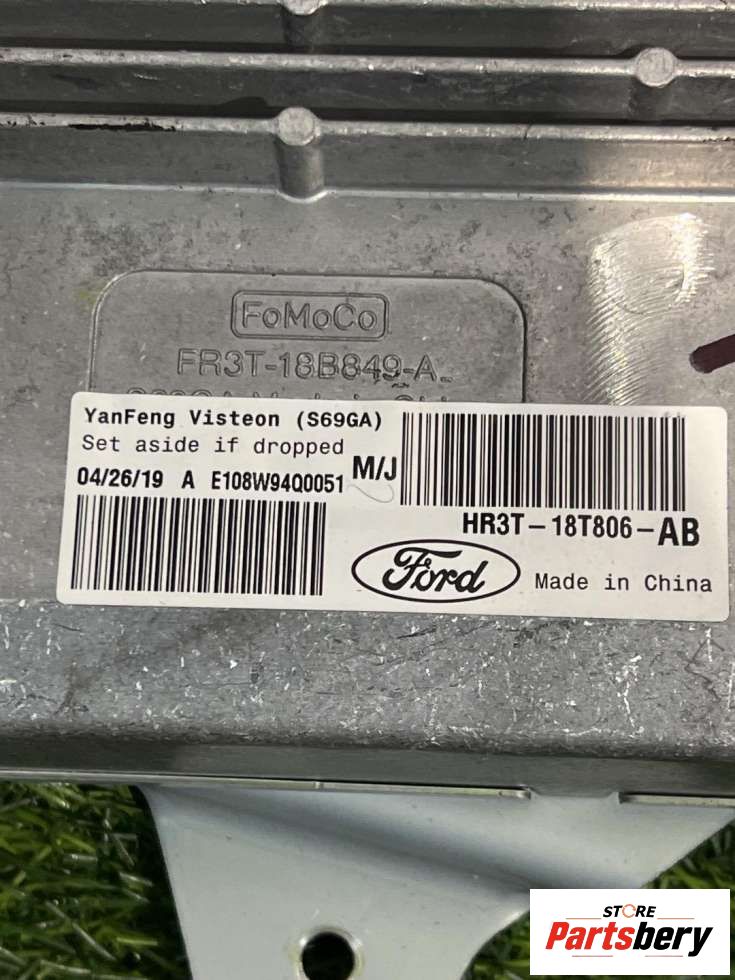 FoMoCo
FR3T-18B849-A
YanFeng Visteon (S69GA)
Set aside if dropped
04/26/19 A E108W94Q0051
M/J
HR3T-18T806-AB
Ford
Made in China
STORE
Partsbery